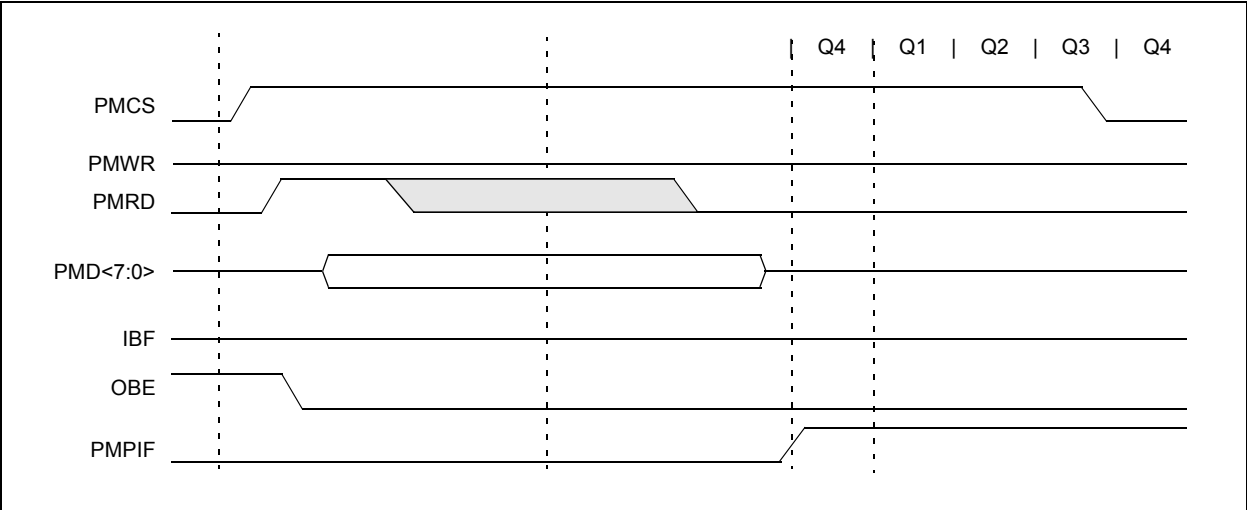 | Q4 | Q1 | Q2 | Q3 | Q4
PMCS
PMWR
PMRD
PMD<7:0>
IBF
OBE
PMPIF